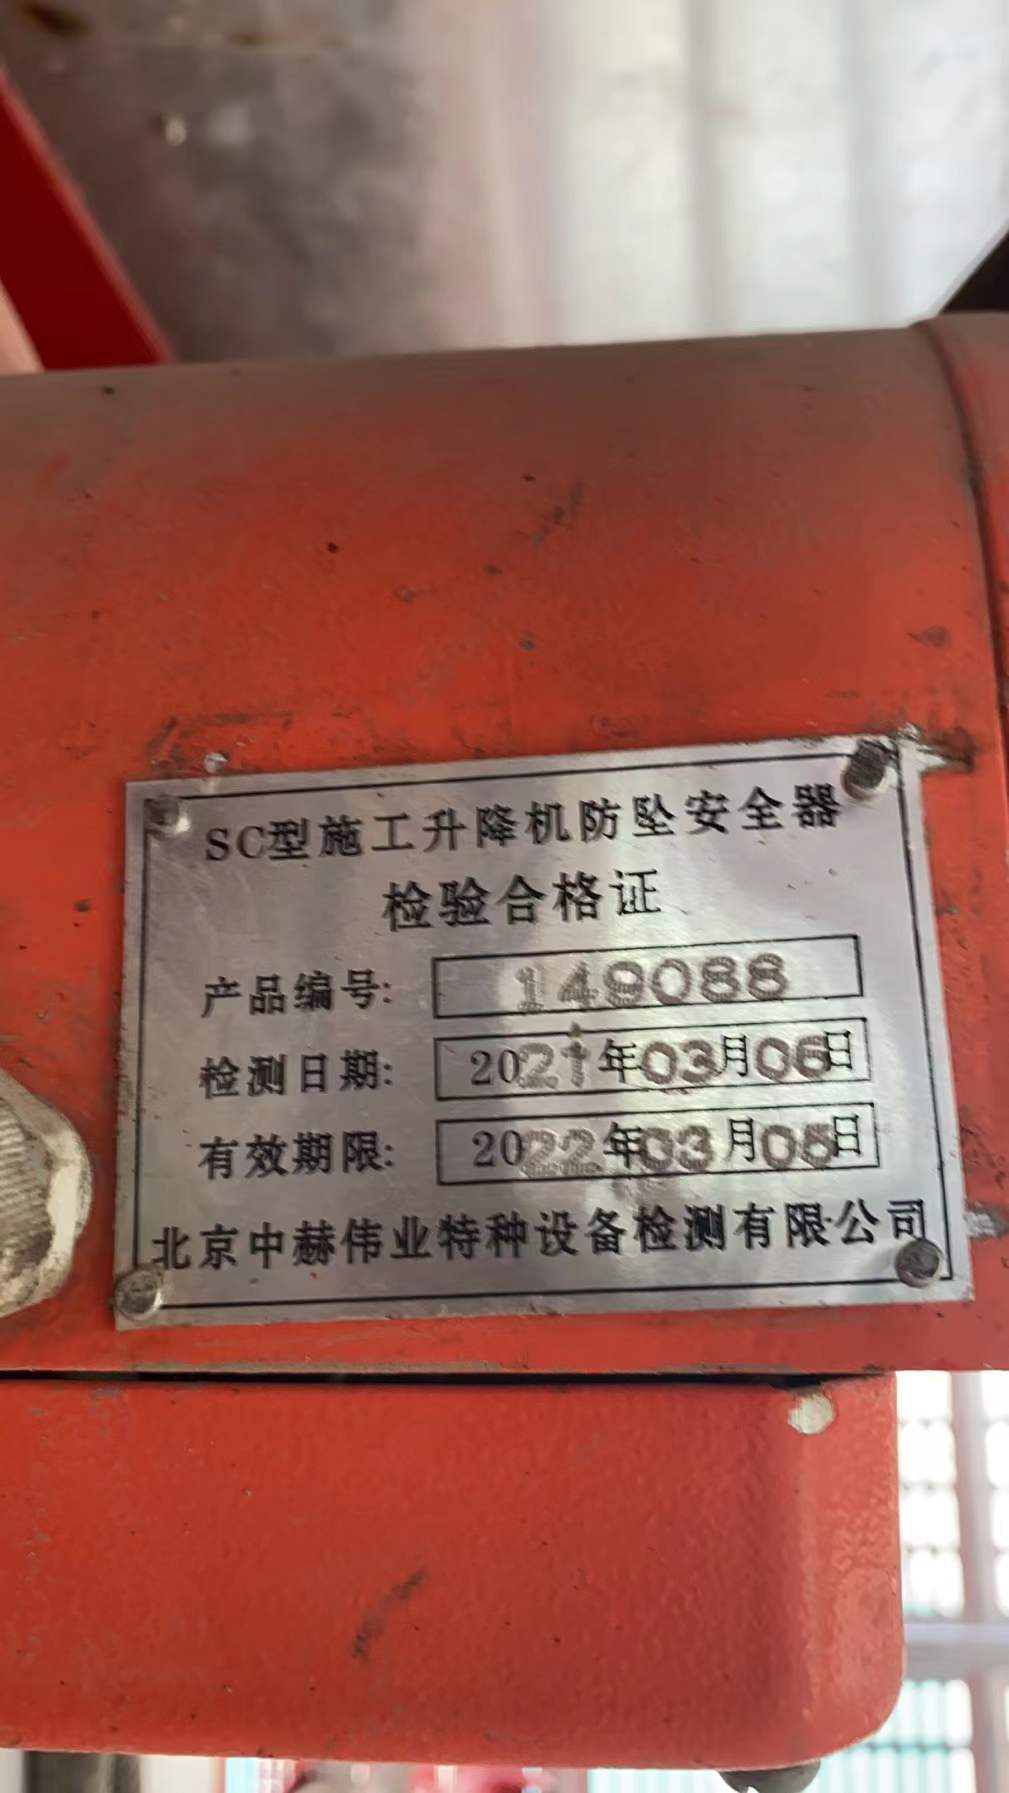 SC型施工升降机防坠安全器
检验合格证
产品编号: 149088
检测日期: 2021年03月06日
有效期限: 2022年03月05日
北京中赫伟业特种设备检测有限公司